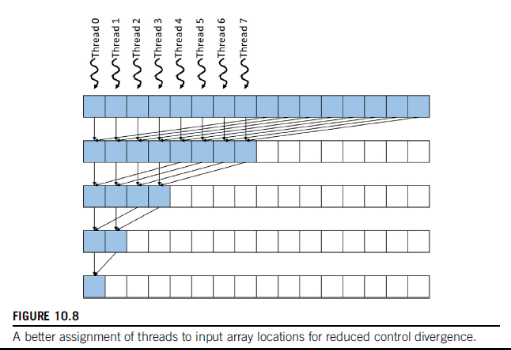 Thread 0
Thread 1
Thread 2
Thread 3
Thread 4
Thread 5
Thread 6
Thread 7
FIGURE 10.8
A better assignment of threads to input array locations for reduced control divergence.